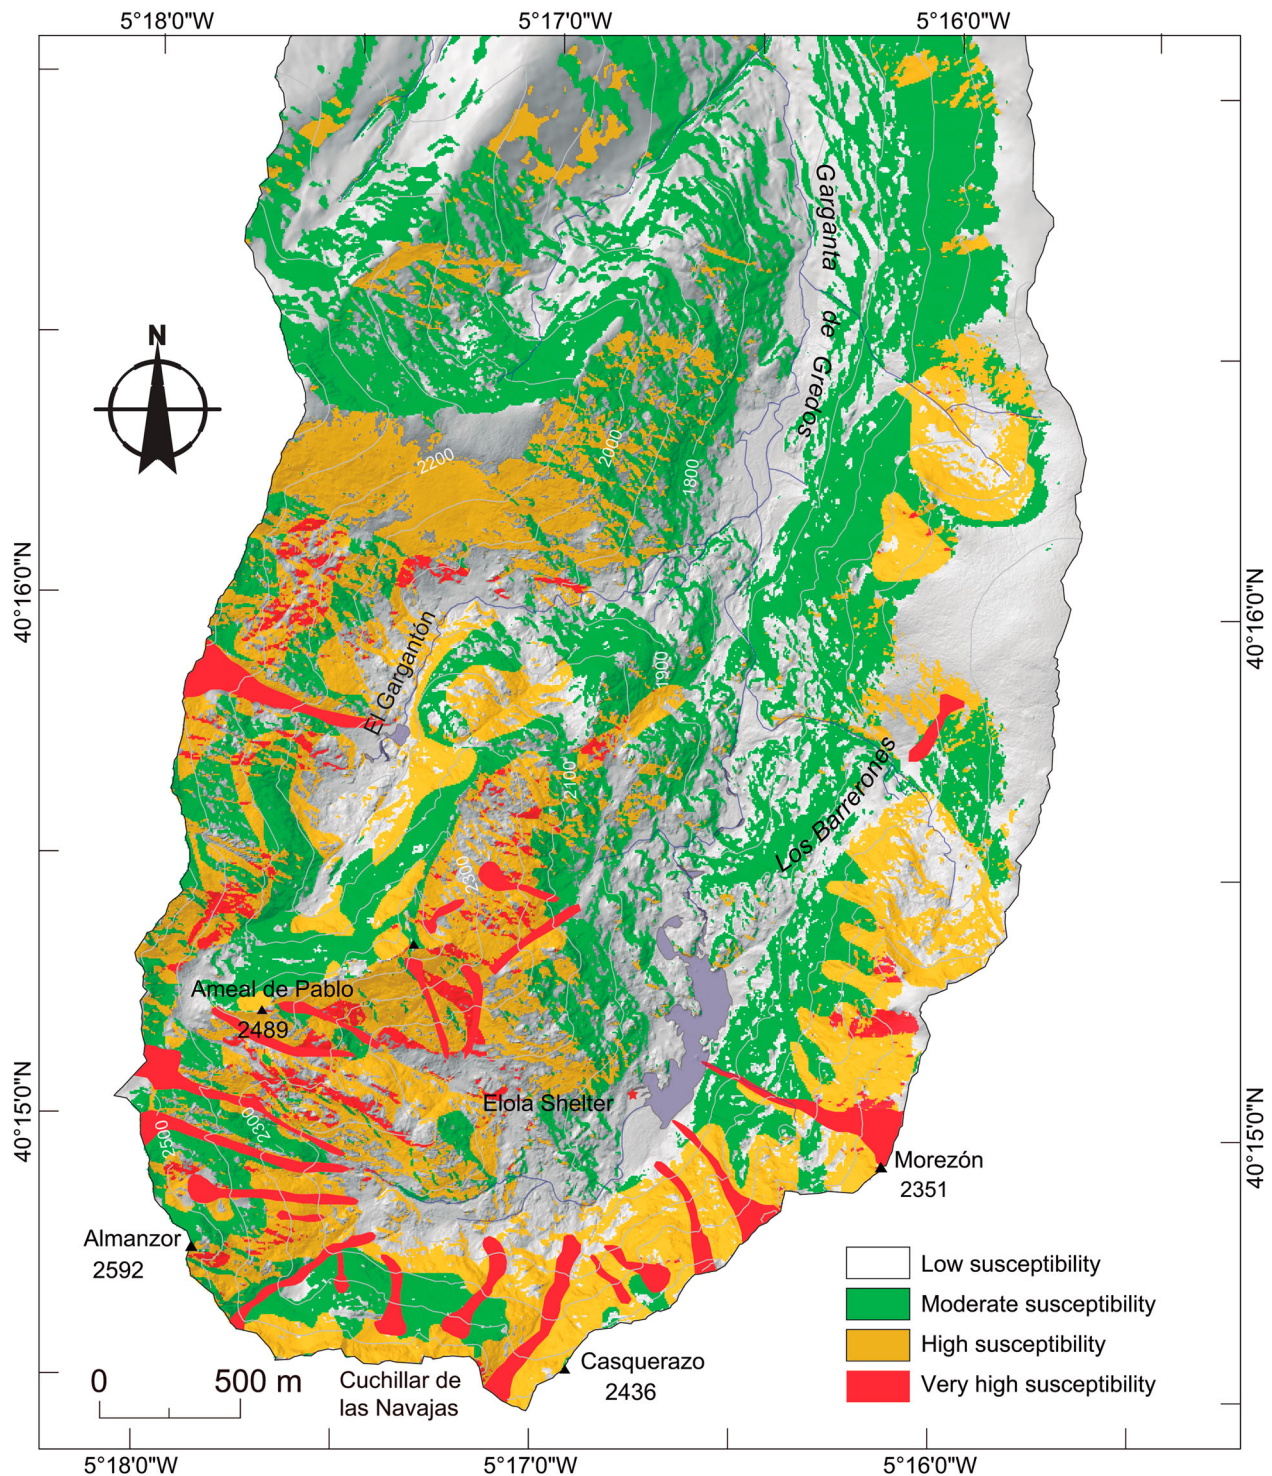 5°18'0"W
5°17'0"W
5°16'0"W
Garganta de Gredos
N
2200
2000
1800
40°16'0"N
40°16'0"N
El Gargantón
1900
2100
Los Barrerones
2300
Ameal de Pablo
2489
Elola Shelter
40°15'0"N
40°15'0"N
2500
2300
Morezón
2351
Almanzor
2592
Low susceptibility
Moderate susceptibility
High susceptibility
Very high susceptibility
Casquerazo
2436
0 500 m
Cuchillar de
las Navajas
5°18'0"W
5°17'0"W
5°16'0"W